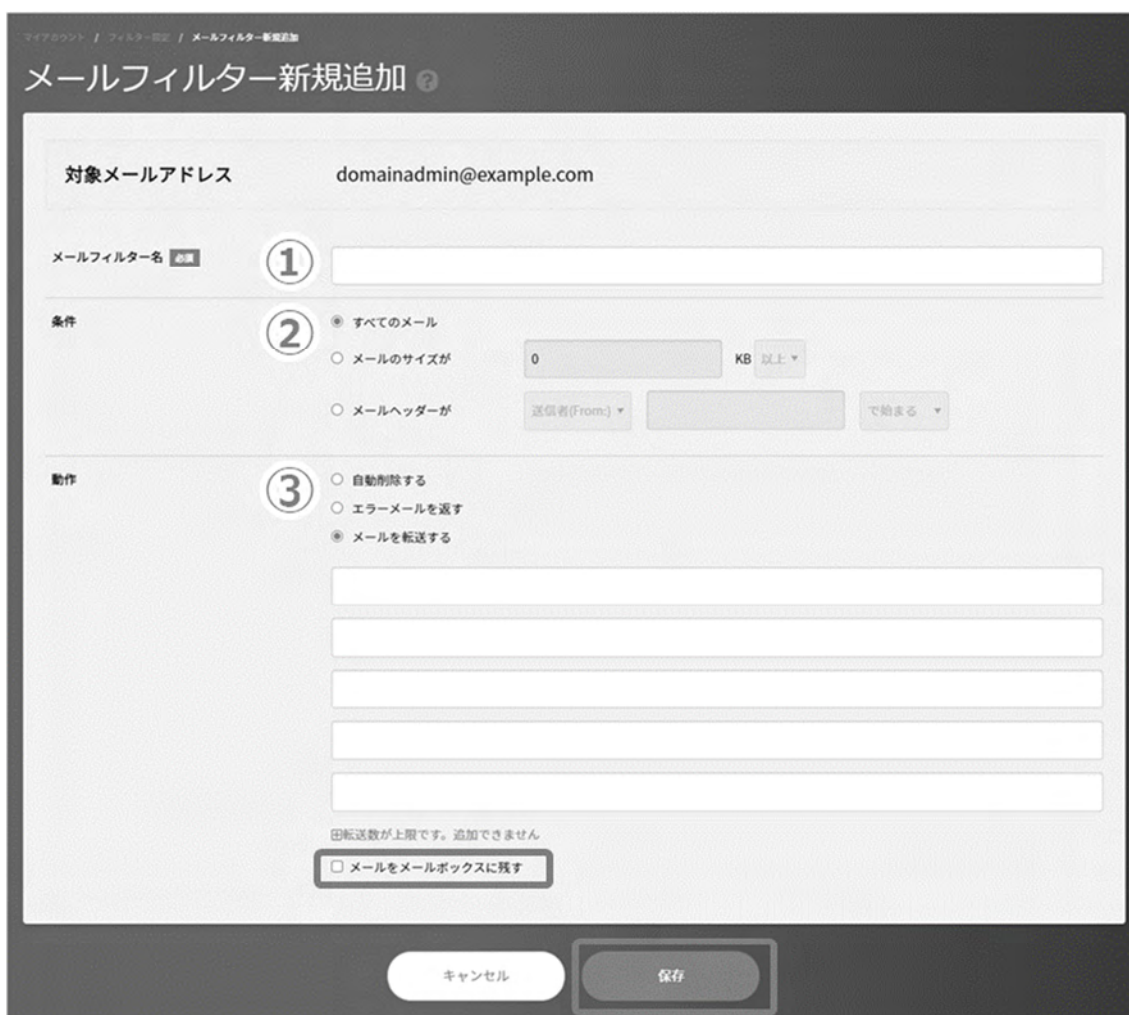 マイアカウント / フィルター設定 / メールフィルター新規追加
メールフィルター新規追加 ?
対象メールアドレス domainadmin@example.com
メールフィルター名 必須 ①
条件 ② すべてのメール
メールのサイズが 0 KB 以上 ▼
メールヘッダーが 送信者(From:) ▼ で始まる ▼
動作 ③ 自動削除する
エラーメールを返す
メールを転送する
⊞転送数が上限です。追加できません
メールをメールボックスに残す
キャンセル 保存